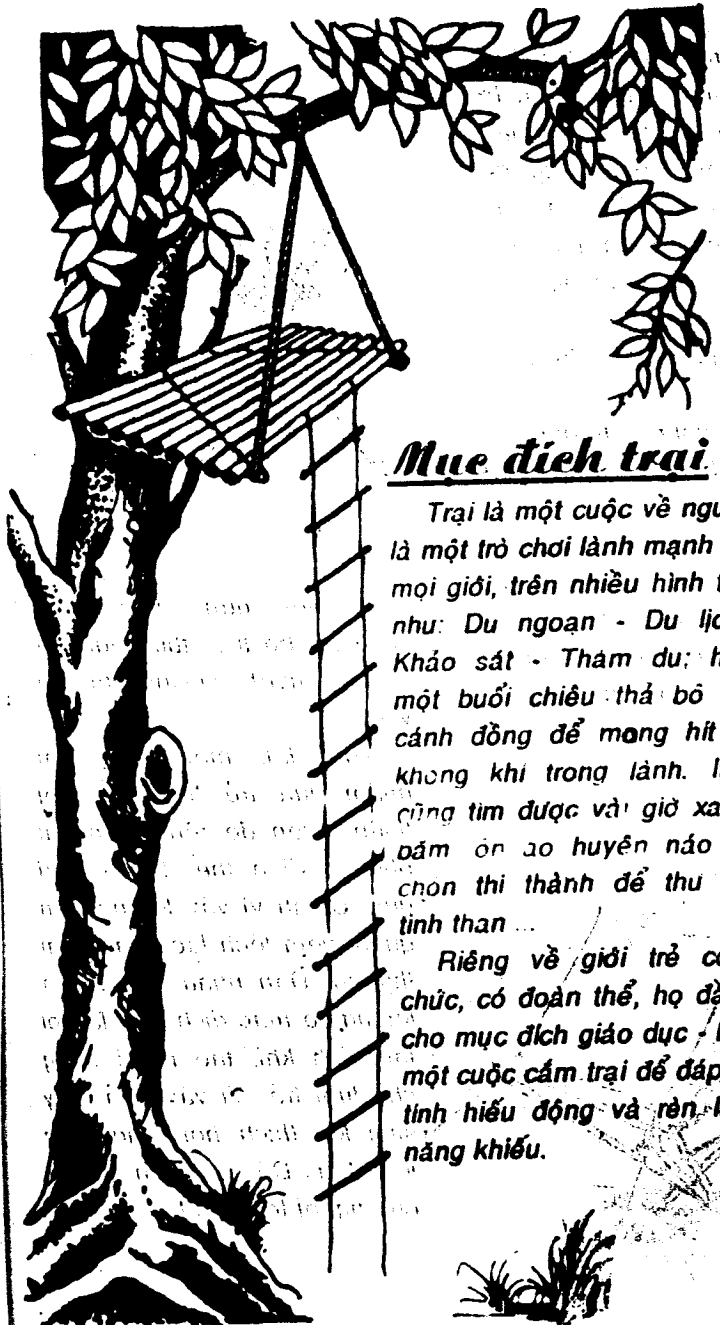 Mục đích trại
Trại là một cuộc về ngu
là một trò chơi lành mạnh
mọi giới, trên nhiều hình t
như: Du ngoạn - Du lị
Khảo sát - Thám du; h
một buổi chiều thả bộ
cánh đồng để mong hít
không khí trong lành.
cũng tìm được vài giờ xa
bám ồn ào huyên náo
chốn thị thành để thư
tinh thần ...
Riêng về giới trẻ có
chức, có đoàn thể, họ đã
cho mục đích giáo dục -
một cuộc cắm trại để đáp
tính hiếu động và rèn l
năng khiếu.